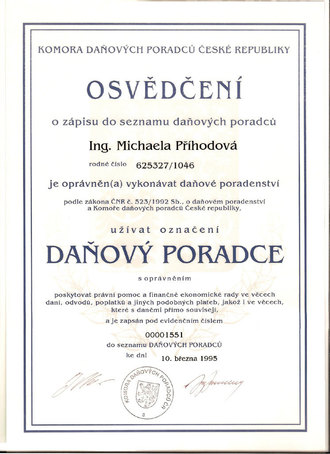 KOMORA DAŇOVÝCH PORADCŮ ČESKÉ REPUBLIKY
OSVĚDČENÍ
o zápisu do seznamu daňových poradců
Ing. Michaela Příhodová
rodné číslo
625327/1046
je oprávněn(a) vykonávat daňové poradenství
podle zákona ČNR č. 523/1992 Sb., o daňovém poradenství
a Komoře daňových poradců České republiky,
užívat označení
DAŇOVÝ PORADCE
s oprávněním
poskytovat právní pomoc a finančně ekonomické rady ve věcech
daní, odvodů, poplatků a jiných podobných plateb, jakož i ve věcech,
které s daněmi přímo souvisejí,
a je zapsán pod evidenčním číslem
00001551
do seznamu DAŇOVÝCH PORADCŮ
ke dni 10. března 1995
KOMORA DAŇOVÝCH PORADCŮ ČR